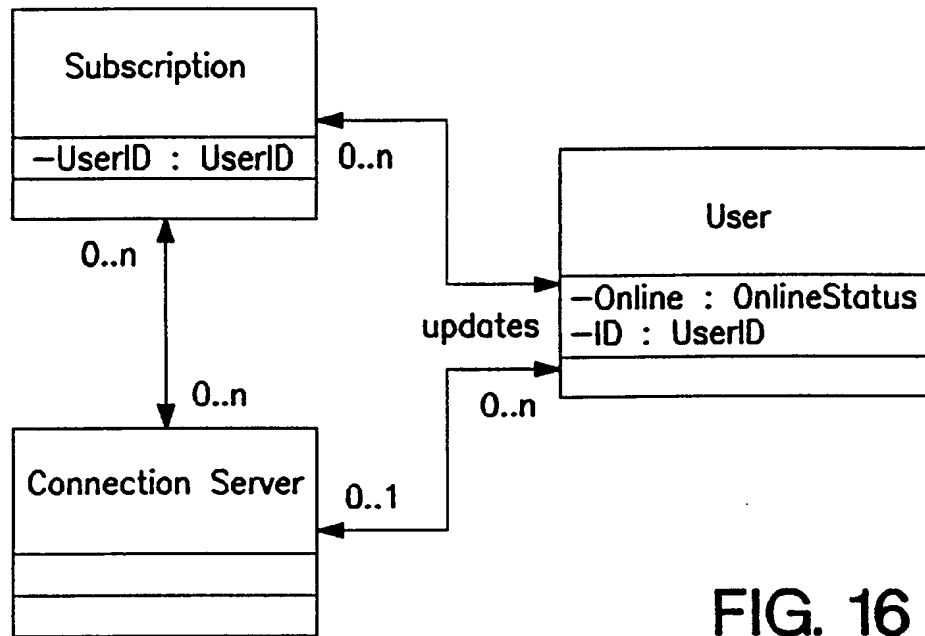 Subscription
-UserID : UserID
0..n
0..n
User
-Online : OnlineStatus
-ID : UserID
updates
0..n
0..n
Connection Server
0..1
FIG. 16